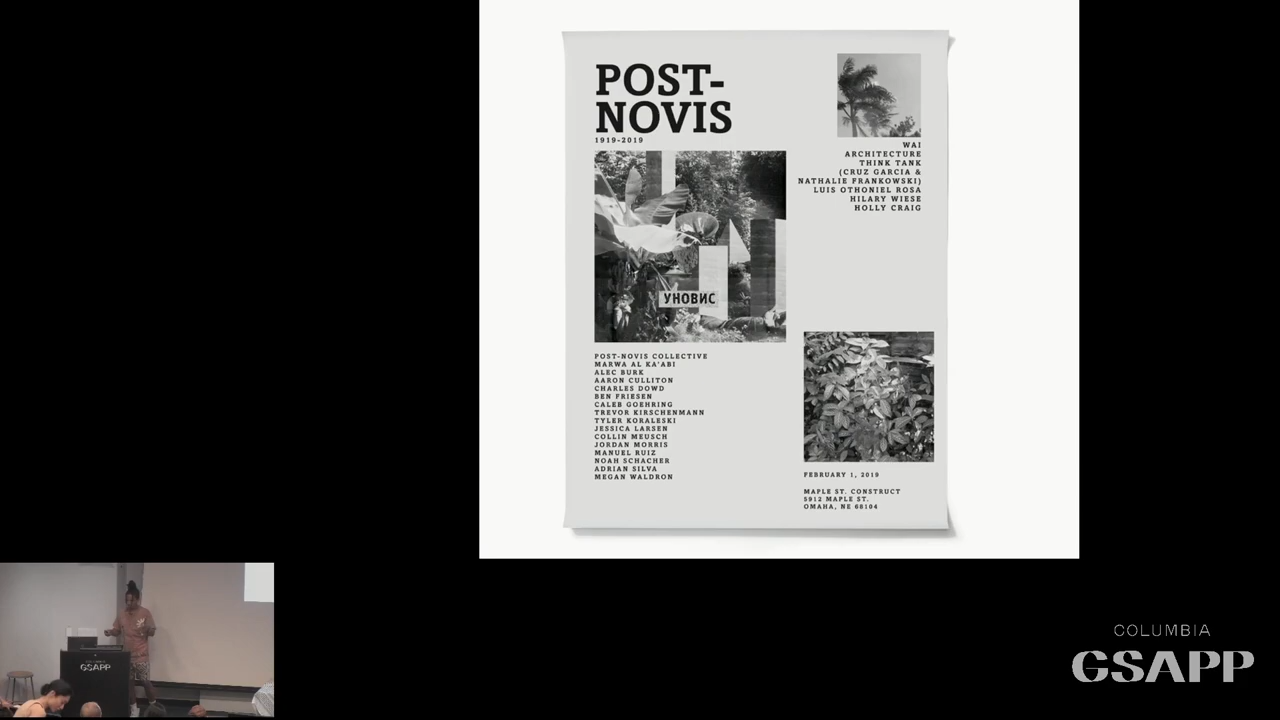 POST-
NOVIS
1919-2019
УНОВИС
POST-NOVIS COLLECTIVE
MARWA AL KA'ABI
ALEC BURK
AARON CULLITON
CHARLES DOWD
BEN FRIESEN
CALEB GOEHRING
TREVOR KIRSCHENMANN
TYLER KORALESKI
JESSICA LARSEN
COLLIN MEUSCH
JORDAN MORRIS
MANUEL RUIZ
NOAH SCHACHER
ADRIAN SILVA
MEGAN WALDRON
WAI
ARCHITECTURE
THINK TANK
(CRUZ GARCIA &
NATHALIE FRANKOWSKI)
LUIS OTHONIEL ROSA
HILARY WIESE
HOLLY CRAIG
FEBRUARY 1, 2019
MAPLE ST. CONSTRUCT
5912 MAPLE ST.
OMAHA, NE 68104
COLUMBIA
GSAPP
COLUMBIA
GSAPP